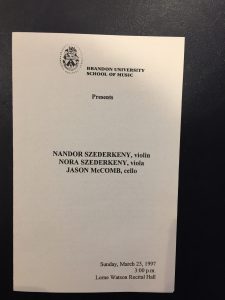 BRANDON UNIVERSITY
SCHOOL OF MUSIC
Presents
NANDOR SZEDERKENY, violin
NORA SZEDERKENY, viola
JASON McCOMB, cello
Sunday, March 23, 1997
3:00 p.m.
Lorne Watson Recital Hall